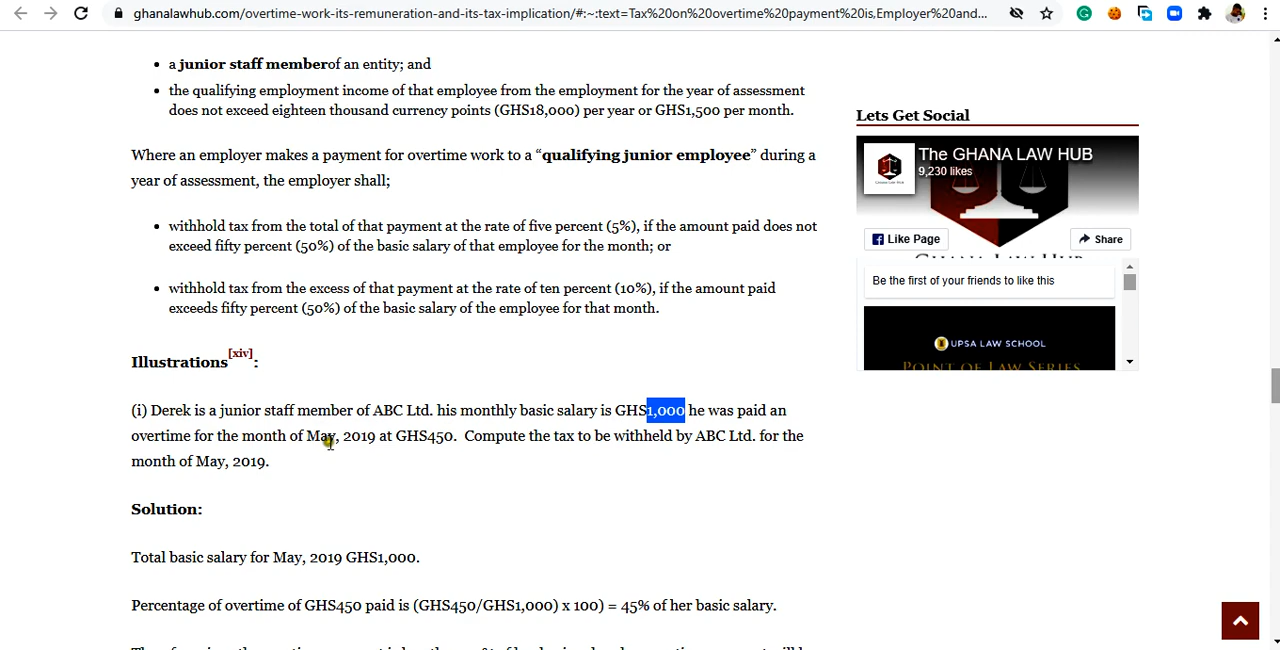 ghanalawhub.com/overtime-work-its-remuneration-and-its-tax-implication/#:~:text=Tax%20on%20overtime%20payment%20is,Employer%20and...
• a junior staff memberof an entity; and
• the qualifying employment income of that employee from the employment for the year of assessment
does not exceed eighteen thousand currency points (GHS18,000) per year or GHS1,500 per month.
Where an employer makes a payment for overtime work to a “qualifying junior employee” during a
year of assessment, the employer shall;
• withhold tax from the total of that payment at the rate of five percent (5%), if the amount paid does not
exceed fifty percent (50%) of the basic salary of that employee for the month; or
• withhold tax from the excess of that payment at the rate of ten percent (10%), if the amount paid
exceeds fifty percent (50%) of the basic salary of the employee for that month.
Illustrations[xiv]:
(i) Derek is a junior staff member of ABC Ltd. his monthly basic salary is GHS1,000 he was paid an
overtime for the month of May, 2019 at GHS450.  Compute the tax to be withheld by ABC Ltd. for the
month of May, 2019.
Solution:
Total basic salary for May, 2019 GHS1,000.
Percentage of overtime of GHS450 paid is (GHS450/GHS1,000) x 100) = 45% of her basic salary.
Lets Get Social
The GHANA LAW HUB
9,230 likes
Like Page
Share
Be the first of your friends to like this
UPSA LAW SCHOOL
POINT OF LAW SERIES